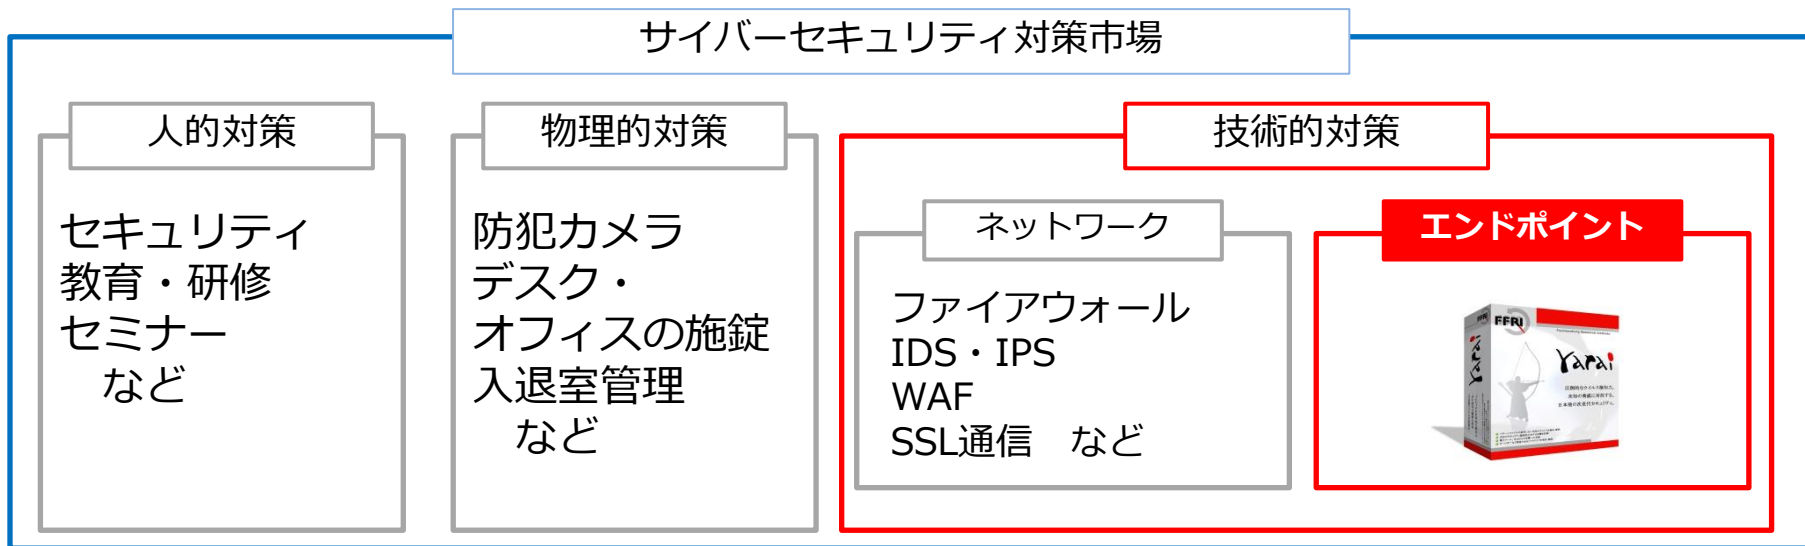 サイバーセキュリティ対策市場
人的対策
セキュリティ
教育・研修
セミナー
など
物理的対策
防犯カメラ
デスク・
オフィスの施錠
入退室管理
など
技術的対策
ネットワーク
ファイアウォール
IDS・IPS
WAF
SSL通信　など
エンドポイント
FFRI
yarai
yarai